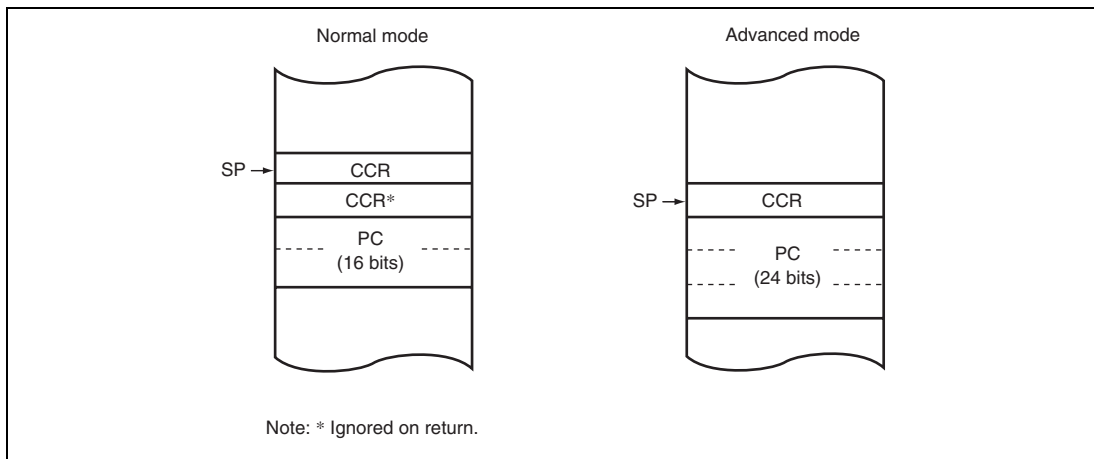 Normal mode
SP
CCR
CCR*
PC
(16 bits)
Advanced mode
SP
CCR
PC
(24 bits)
Note: * Ignored on return.